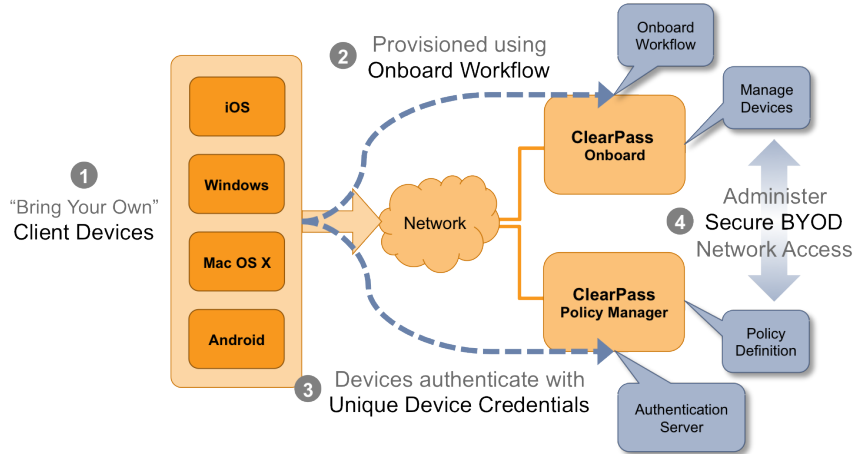 1
“Bring Your Own”
Client Devices
iOS
Windows
Mac OS X
Android
2
Provisioned using
Onboard Workflow
Network
ClearPass
Onboard
Onboard
Workflow
Manage
Devices
3
Devices authenticate with
Unique Device Credentials
ClearPass
Policy Manager
Policy
Definition
Authentication
Server
4
Administer
Secure BYOD
Network Access